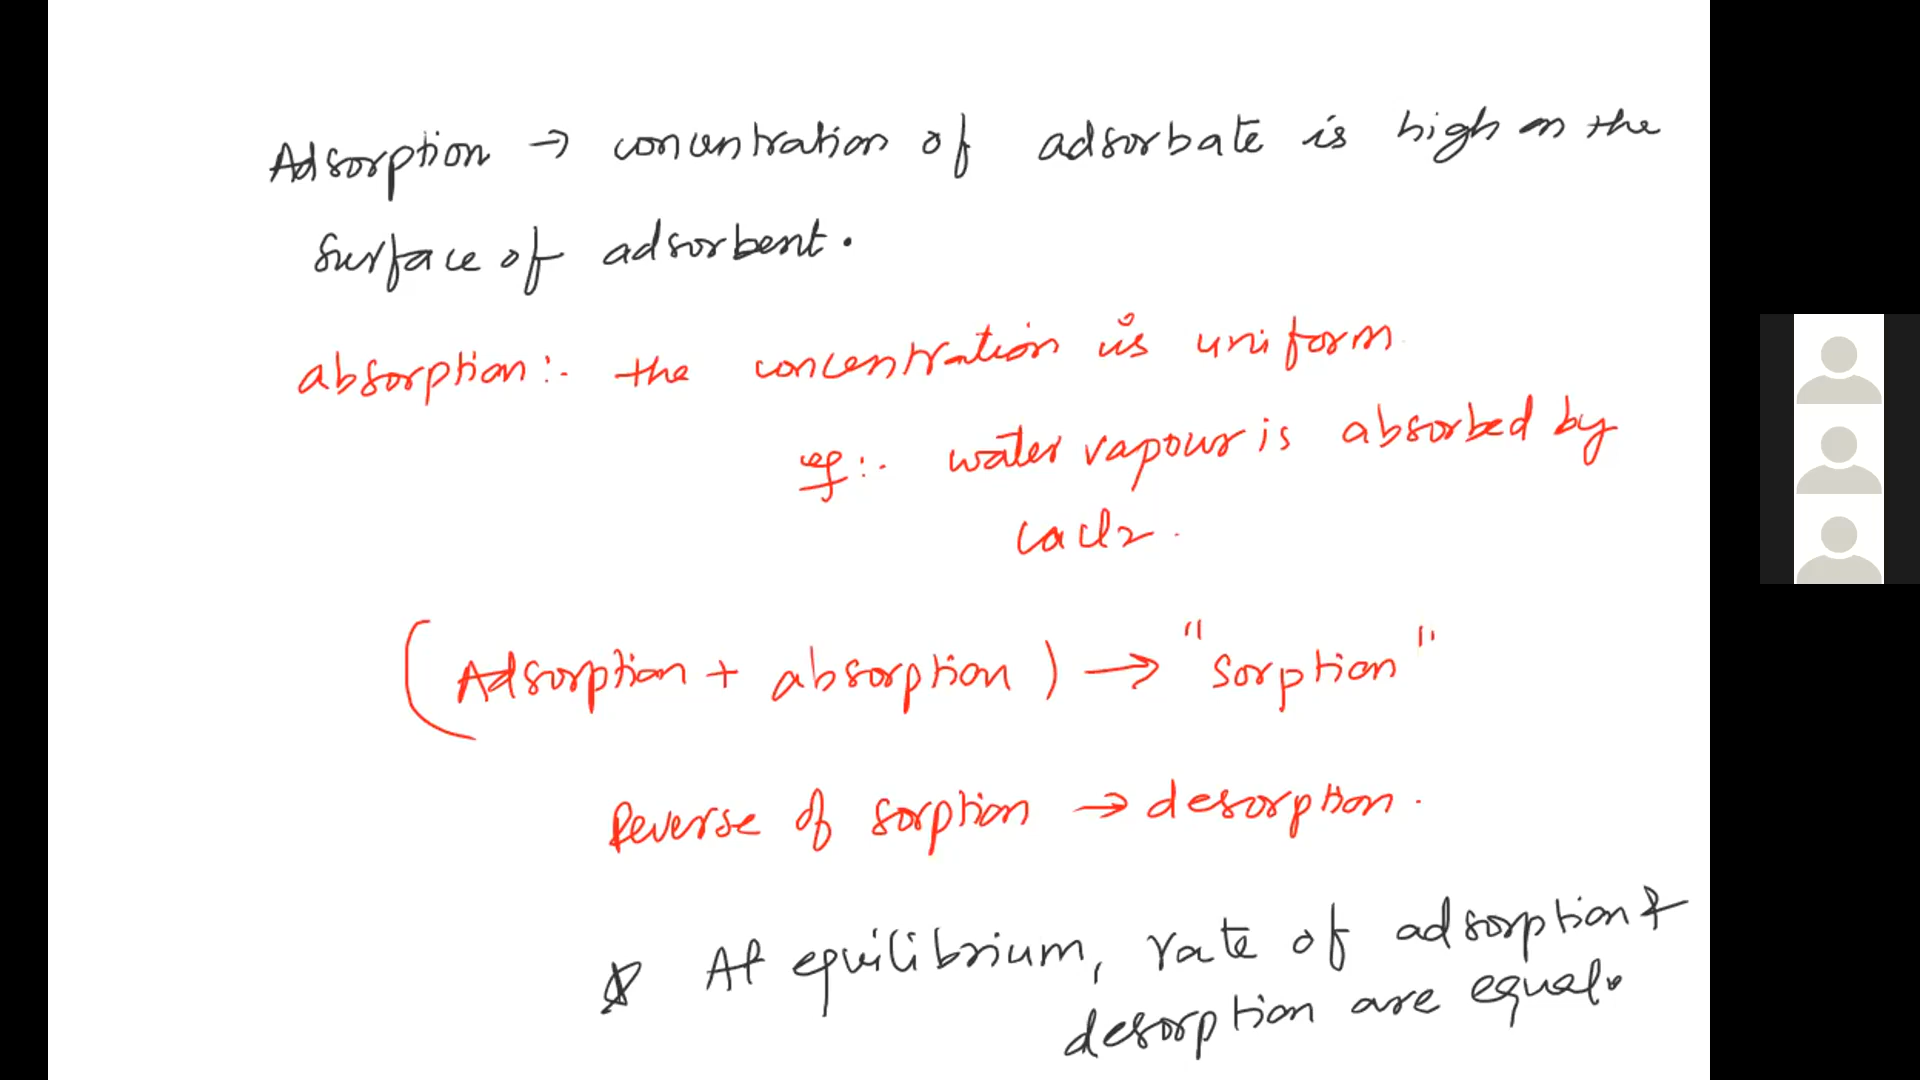 Adsorption → concentration of adsorbate is high on the
surface of adsorbent.
absorption:- the concentration is uniform
eg:- water vapour is absorbed by
CaCl2.
(Adsorption + absorption) → "Sorption"
Reverse of sorption → desorption.
☆ At equilibrium, rate of adsorption &
desorption are equal.